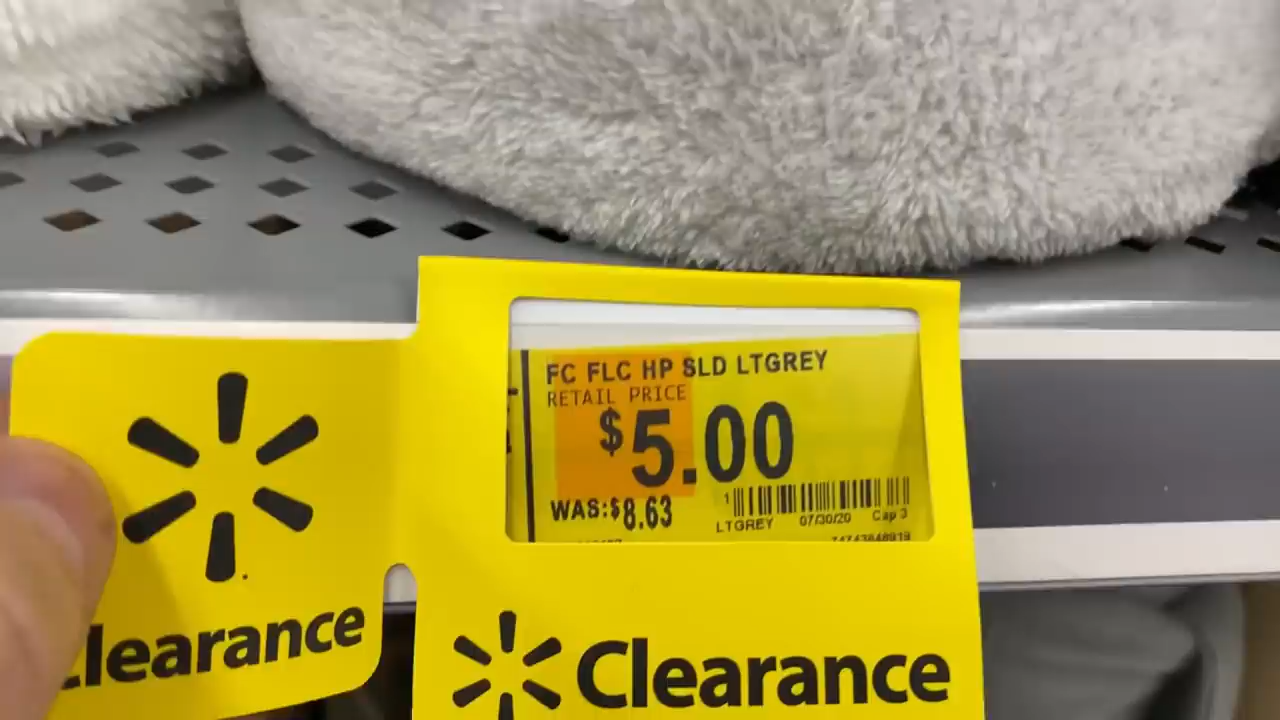 FC FLC HP SLD LTGREY
RETAIL PRICE
$5.00
WAS:$8.63
1
LTGREY 07/30/20 Cap 3
Clearance
Clearance